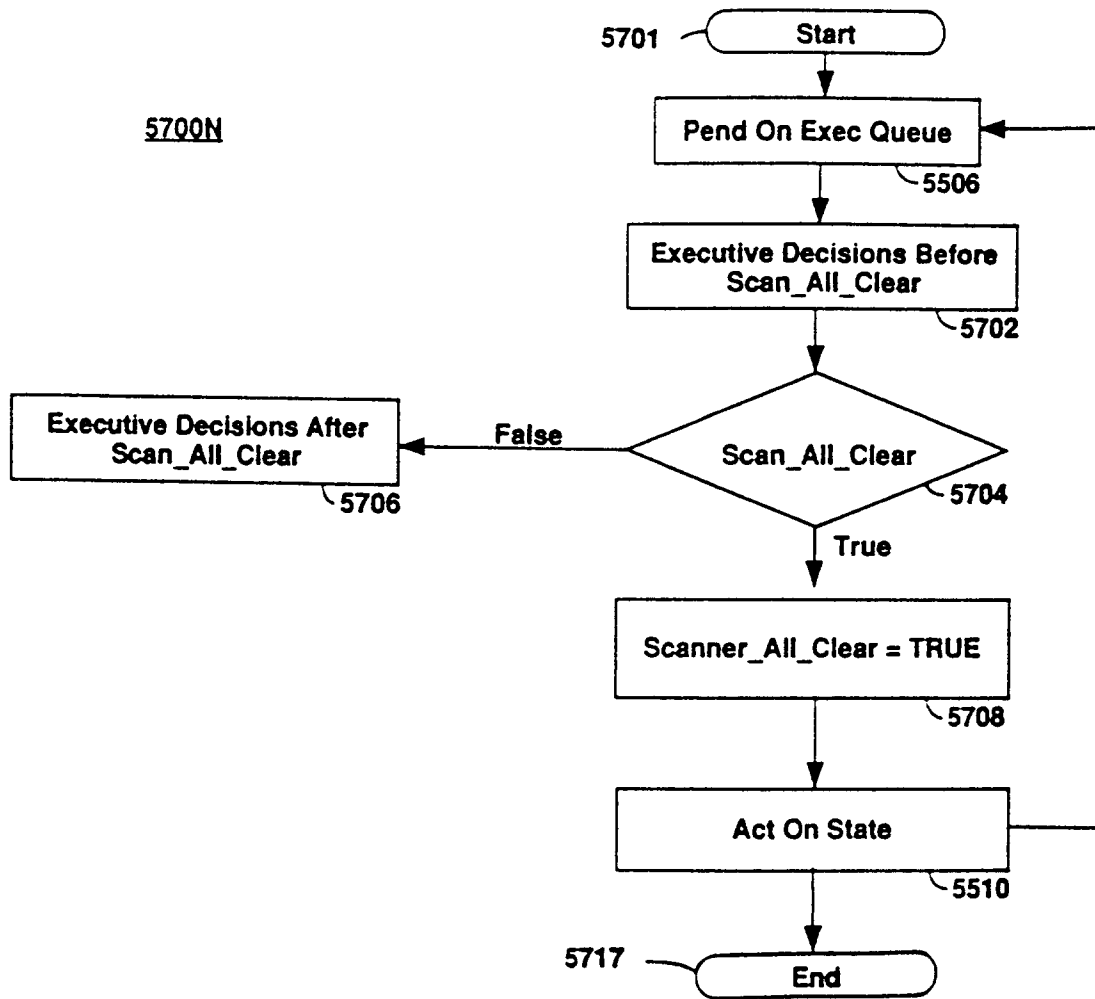 5701
Start
5700N
Pend On Exec Queue
5506
Executive Decisions Before
Scan_All_Clear
5702
Executive Decisions After
Scan_All_Clear
5706
False
Scan_All_Clear
5704
True
Scanner_All_Clear = TRUE
5708
Act On State
5510
5717
End